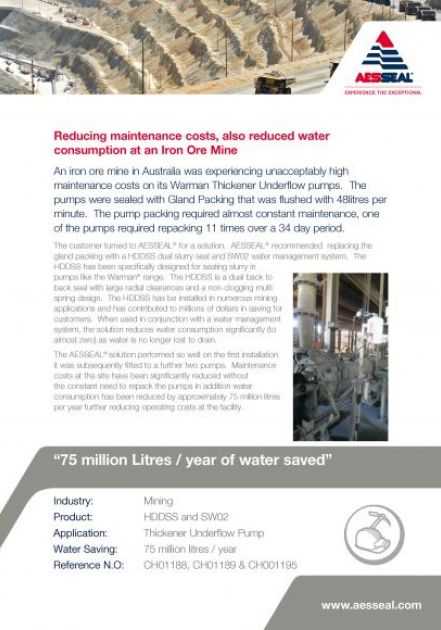 AESSEAL®
EXPERIENCE THE EXCEPTIONAL
Reducing maintenance costs, also reduced water
consumption at an Iron Ore Mine
An iron ore mine in Australia was experiencing unacceptably high
maintenance costs on its Warman Thickener Underflow pumps. The
pumps were sealed with Gland Packing that was flushed with 48litres per
minute. The pump packing required almost constant maintenance, one
of the pumps required repacking 11 times over a 34 day period.
The customer turned to AESSEAL® for a solution. AESSEAL® recommended replacing the
gland packing with a HDDSS dual slurry seal and SW02 water management system. The
HDDSS has been specifically designed for sealing slurry in
pumps like the Warman® range. The HDDSS is a dual back to
back seal with large radial clearances and a non-clogging multi
spring design. The HDDSS has be installed in numerous mining
applications and has contributed to millions of dollars in saving for
customers. When used in conjunction with a water management
system, the solution reduces water consumption significantly (to
almost zero) as water is no longer lost to drain.
The AESSEAL® solution performed so well on the first installation
it was subsequently fitted to a further two pumps. Maintenance
costs at the site have been significantly reduced without
the constant need to repack the pumps in addition water
consumption has been reduced by approximately 75 million litres
per year further reducing operating costs at the facility.
“75 million Litres / year of water saved”
Industry: Mining
Product: HDDSS and SW02
Application: Thickener Underflow Pump
Water Saving: 75 million litres / year
Reference N.O: CH01188, CH01189 & CH001195
www.aesseal.com